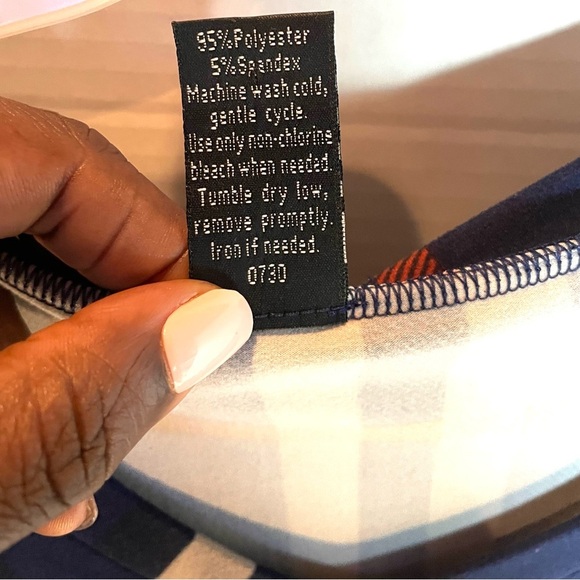 95%Polyester
5%Spandex
Machine wash cold,
gentle cycle.
Use only non-chlorine
bleach when needed.
Tumble dry low,
remove promptly.
Iron if needed.
0730